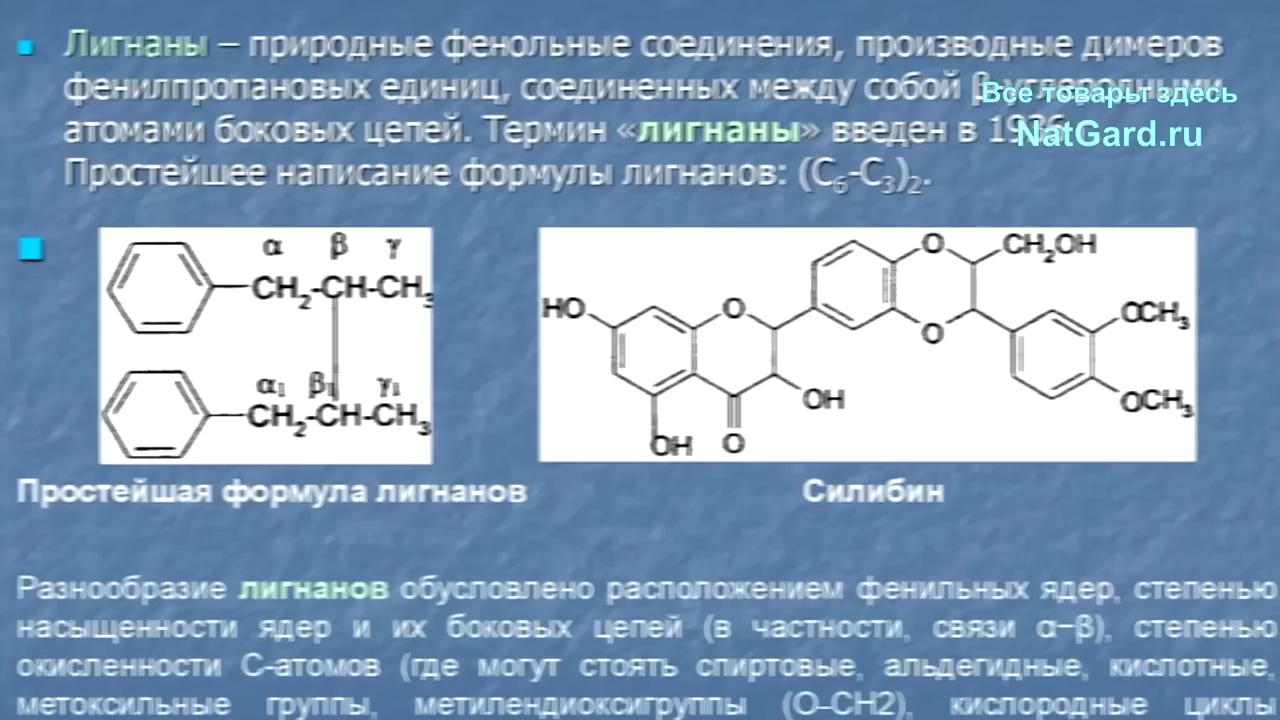 Лигнаны – природные фенольные соединения, производные димеров
фенилпропановых единиц, соединенных между собой β-углеродными
Все товары здесь
атомами боковых цепей. Термин «лигнаны» введен в 1936
NatGard.ru
Простейшее написание формулы лигнанов: (C6-C3)2.
α β γ
CH2-CH-CH3
α1 β1 γ1
CH2-CH-CH3
O CH2OH
HO O O OCH3
OH OCH3
OH O
Простейшая формула лигнанов
Силибин
Разнообразие лигнанов обусловлено расположением фенильных ядер, степенью
насыщенности ядер и их боковых цепей (в частности, связи α–β), степенью
окисленности С-атомов (где могут стоять спиртовые, альдегидные, кислотные,
метоксильные группы, метилендиоксигруппы (О-СН2), кислородные циклы